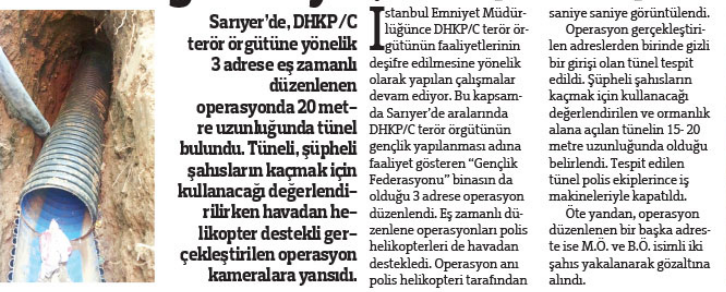 Sarıyer’de, DHKP/C
terör örgütüne yönelik
3 adrese eş zamanlı
düzenlenen
operasyonda 20 met-
re uzunluğunda tünel
bulundu. Tüneli, şüpheli
şahısların kaçmak için
kullanacağı değerlendi-
rilirken havadan he-
likopter destekli ger-
çekleştirilen operasyon
kameralara yansıdı.
İstanbul Emniyet Müdür-
lüğünce DHKP/C terör ör-
gütünün faaliyetlerinin
deşifre edilmesine yönelik
olarak yapılan çalışmalar
devam ediyor. Bu kapsam-
da Sarıyer’de aralarında
DHKP/C terör örgütünün
gençlik yapılanması adına
faaliyet gösteren “Gençlik
Federasyonu” binasın da
olduğu 3 adrese operasyon
düzenlendi. Eş zamanlı dü-
zenlene operasyonları polis
helikopterleri de havadan
destekledi. Operasyon anı
polis helikopteri tarafından
saniye saniye görüntülendi.
Operasyon gerçekleştiri-
len adreslerden birinde gizli
bir girişi olan tünel tespit
edildi. Şüpheli şahısların
kaçmak için kullanacağı
değerlendirilen ve ormanlık
alana açılan tünelin 15-20
metre uzunluğunda olduğu
belirlendi. Tespit edilen
tünel polis ekiplerince iş
makineleriyle kapatıldı.
Öte yandan, operasyon
düzenlenen bir başka adres-
te ise M.Ö. ve B.Ö. isimli iki
şahıs yakalanarak gözaltına
alındı.